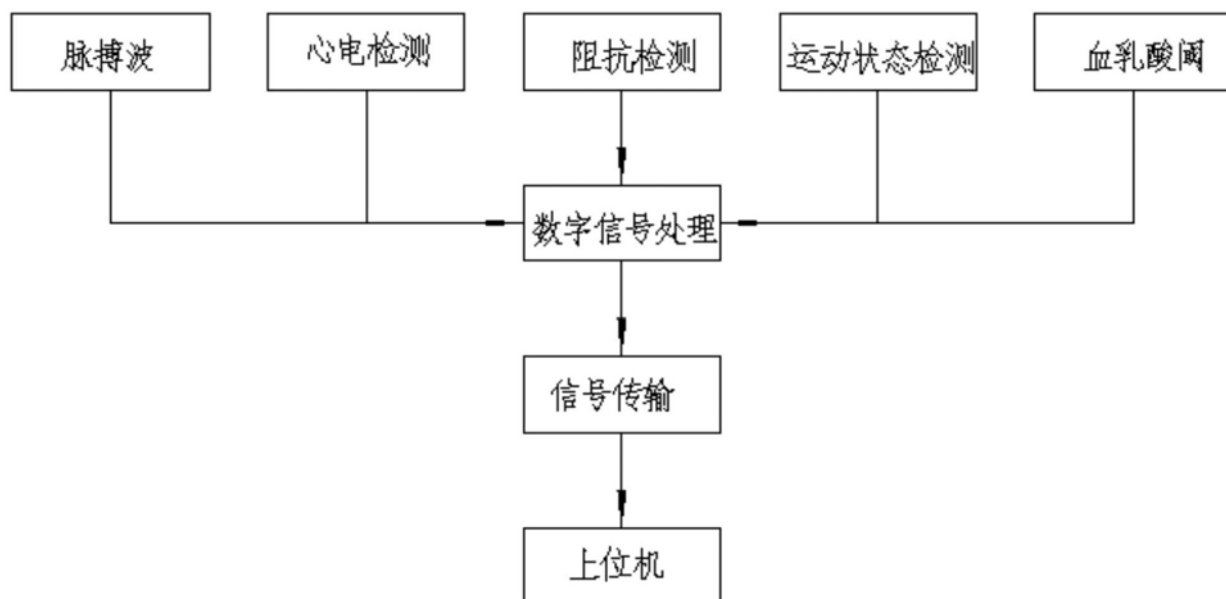 脉搏波
心电检测
阻抗检测
运动状态检测
血乳酸阈
数字信号处理
信号传输
上位机